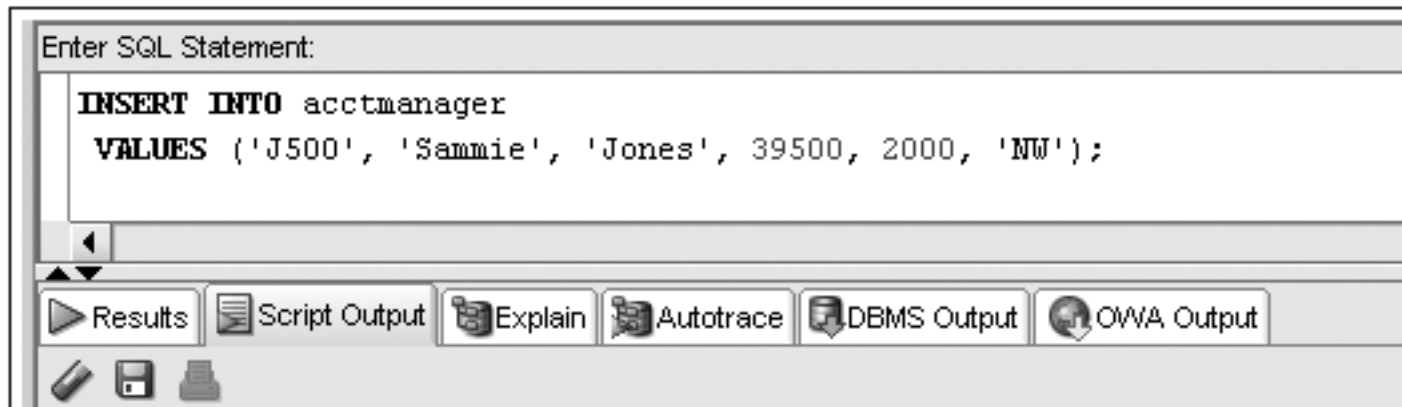 Enter SQL Statement:
INSERT INTO acctmanager
VALUES ('J500', 'Sammie', 'Jones', 39500, 2000, 'NW');
Results Script Output Explain Autotrace DBMS Output OWA Output